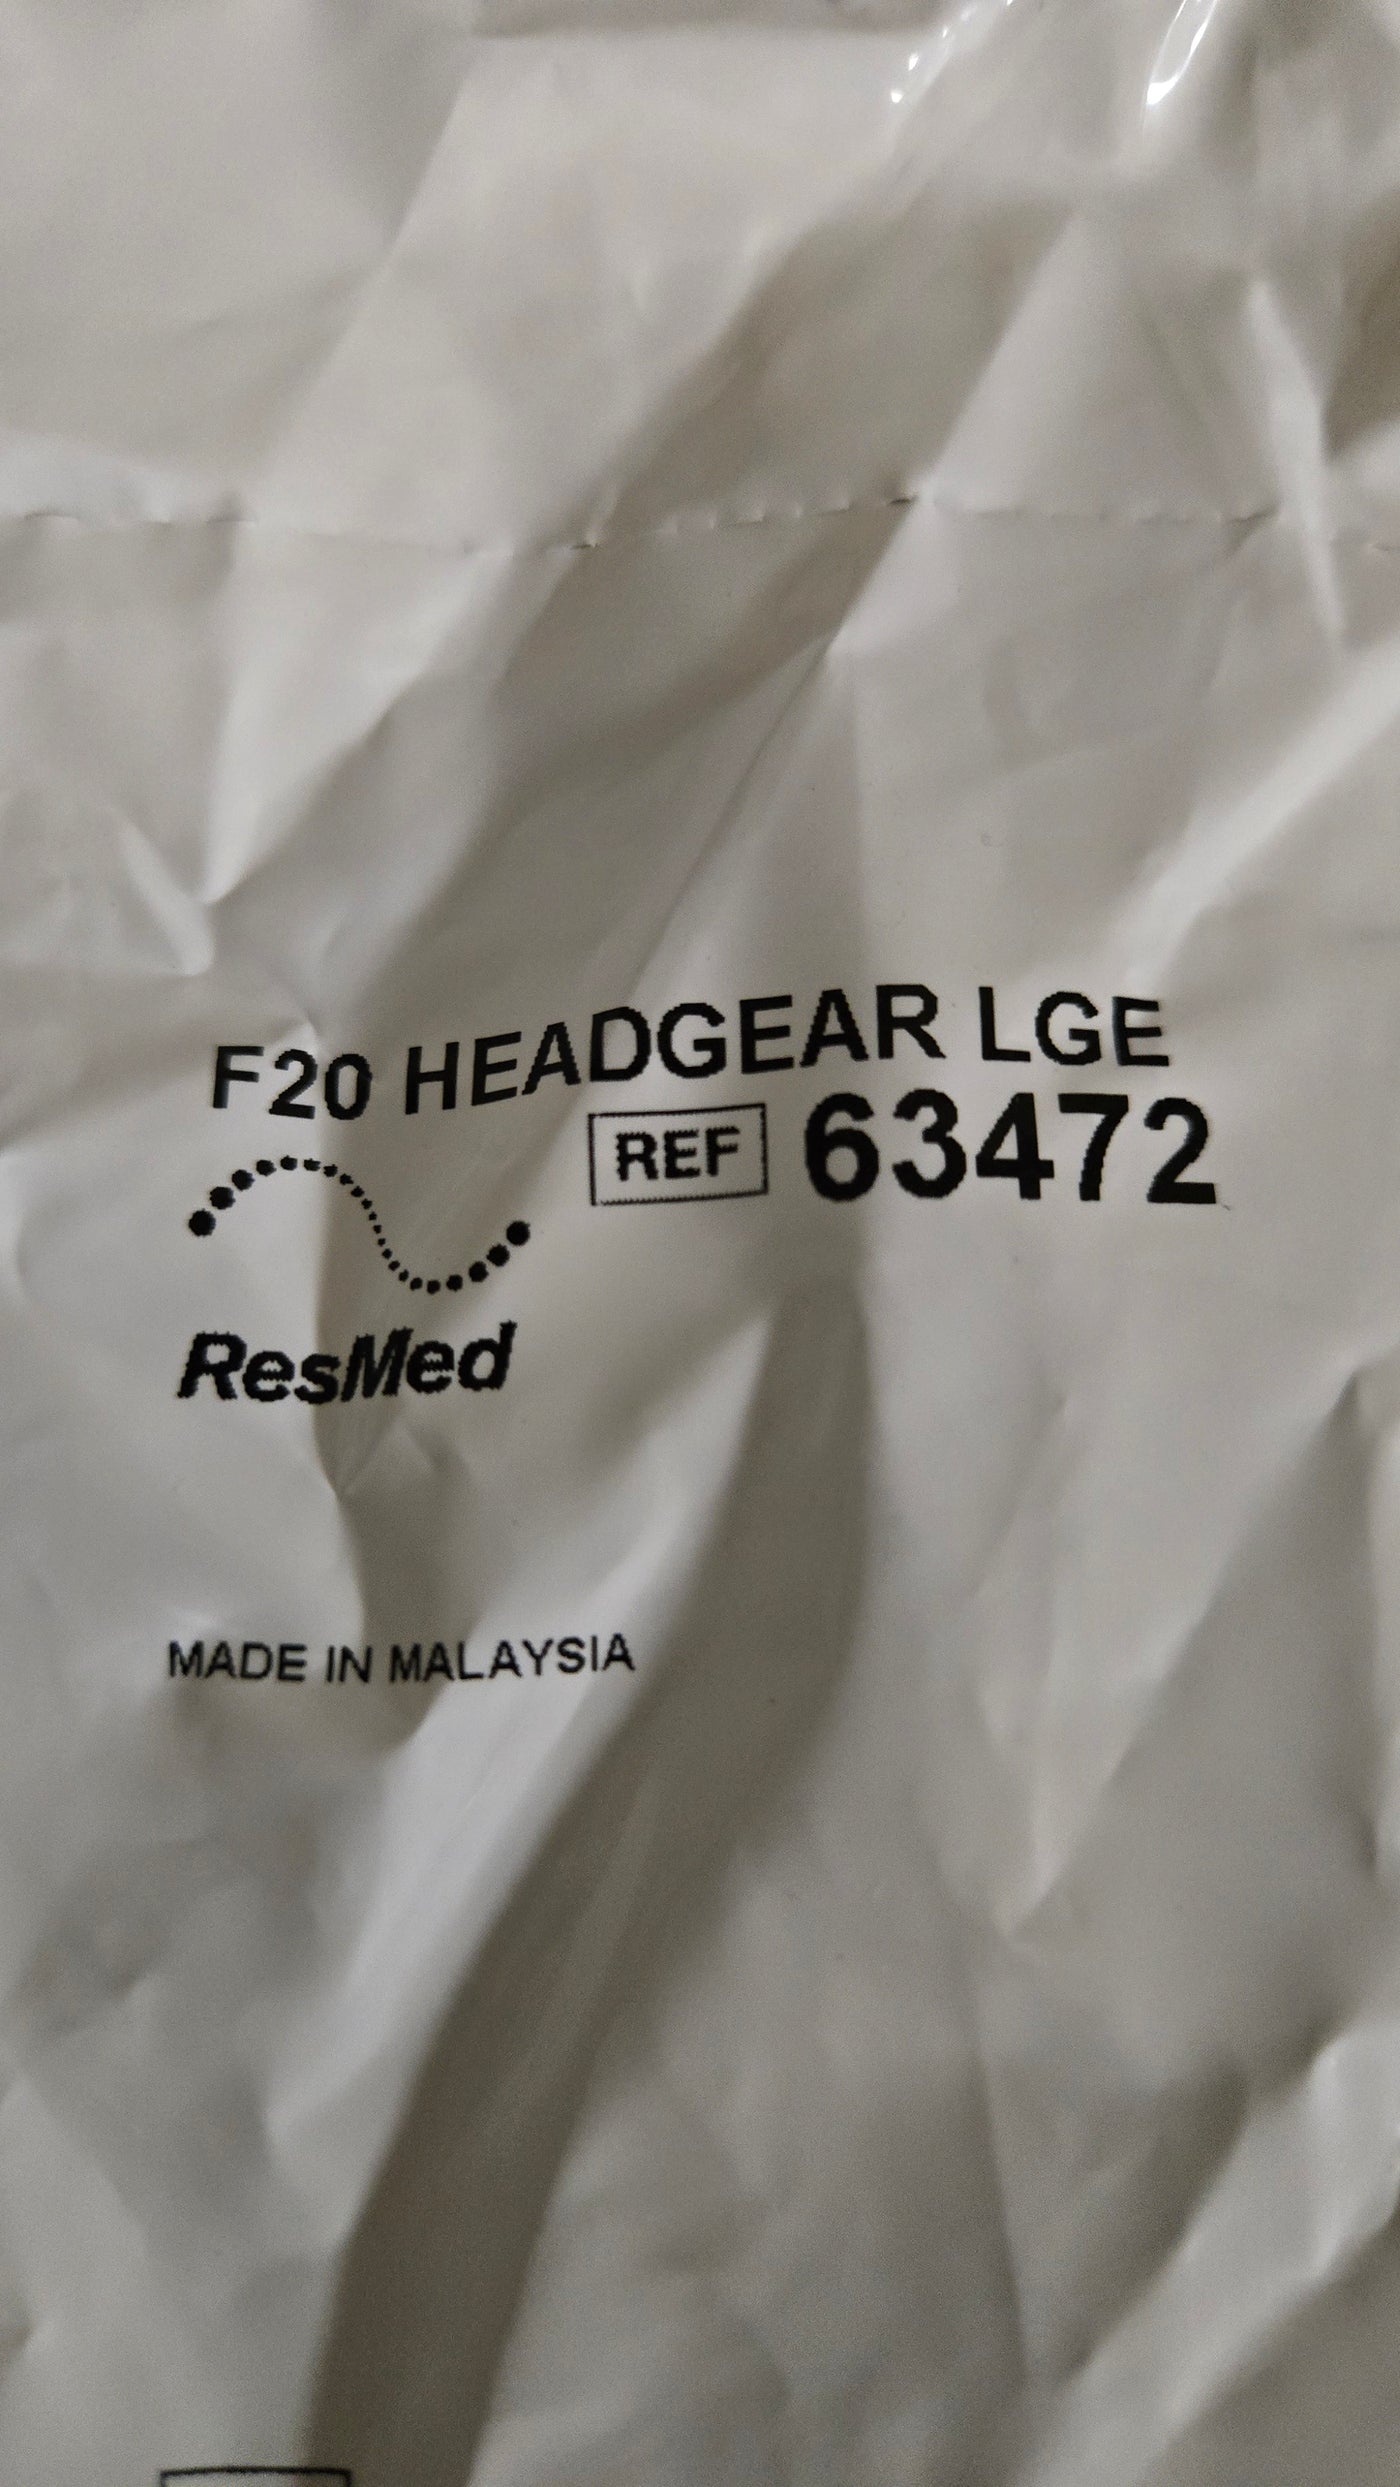 F20 HEADGEAR LGE
REF 63472
ResMed
MADE IN MALAYSIA